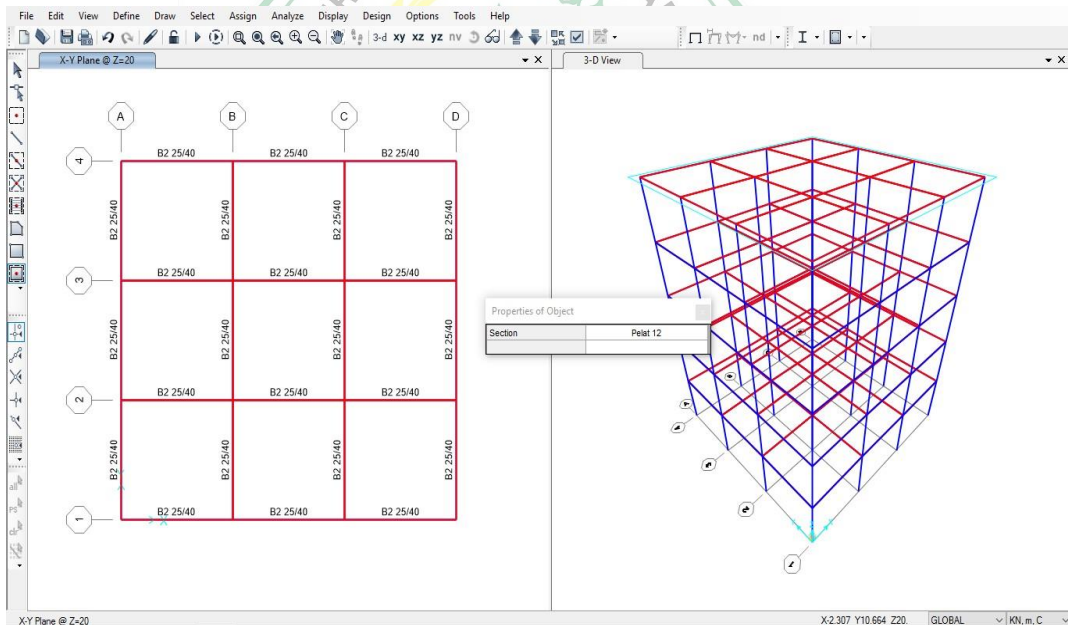 File Edit View Define Draw Select Assign Analyze Display Design Options Tools Help
3-d xy xz yz nv nd
X-Y Plane @ Z=20
3-D View
A B C D
4
B2 25/40 B2 25/40 B2 25/40
B2 25/40 B2 25/40 B2 25/40 B2 25/40
3
B2 25/40 B2 25/40 B2 25/40
B2 25/40 B2 25/40 B2 25/40 B2 25/40
2
B2 25/40 B2 25/40 B2 25/40
B2 25/40 B2 25/40 B2 25/40 B2 25/40
1
B2 25/40 B2 25/40 B2 25/40
X
Properties of Object
Section Pelat 12
all
ps
clr
X-Y Plane @ Z=20
X-2.307 Y10.664 Z20.
GLOBAL
KN, m, C